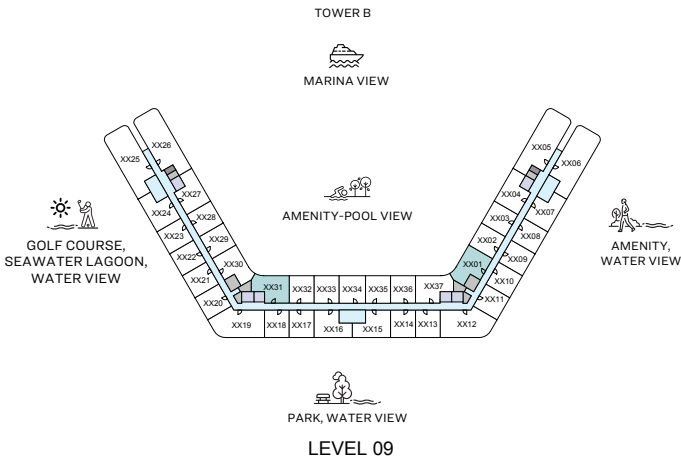 TOWER B
MARINA VIEW
XX26
XX25
XX05
XX06
XX27
XX04
XX24
XX28
XX03
XX07
AMENITY-POOL VIEW
XX23
XX29
XX02
XX08
GOLF COURSE,
SEAWATER LAGOON,
WATER VIEW
AMENITY,
WATER VIEW
XX22
XX30
XX01
XX09
XX21
XX10
XX31
XX32
XX33
XX34
XX35
XX36
XX37
XX20
XX11
XX19
XX18
XX17
XX16
XX15
XX14
XX13
XX12
PARK, WATER VIEW
LEVEL 09